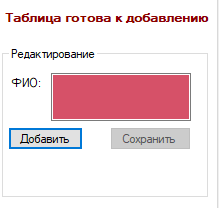 Таблица готова к добавлению
Редактирование
ФИО:
Добавить Сохранить